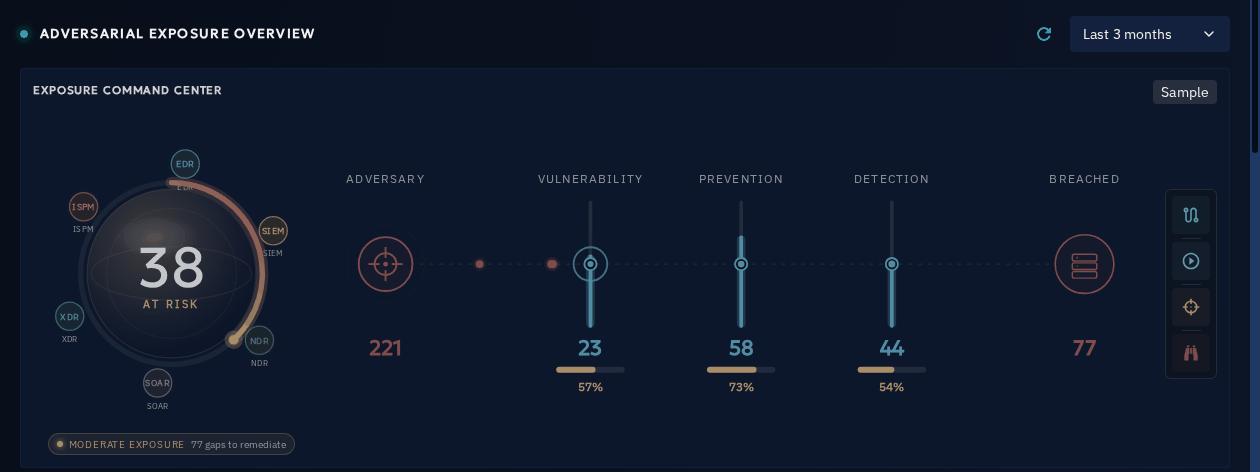 ADVERSARIAL EXPOSURE OVERVIEW
Last 3 months
EXPOSURE COMMAND CENTER
Sample
EDR
EDR
ISPM
ISPM
SIEM
SIEM
38
AT RISK
XDR
XDR
NDR
NDR
SOAR
SOAR
MODERATE EXPOSURE 77 gaps to remediate
ADVERSARY
VULNERABILITY
PREVENTION
DETECTION
BREACHED
221
23
58
44
77
57%
73%
54%